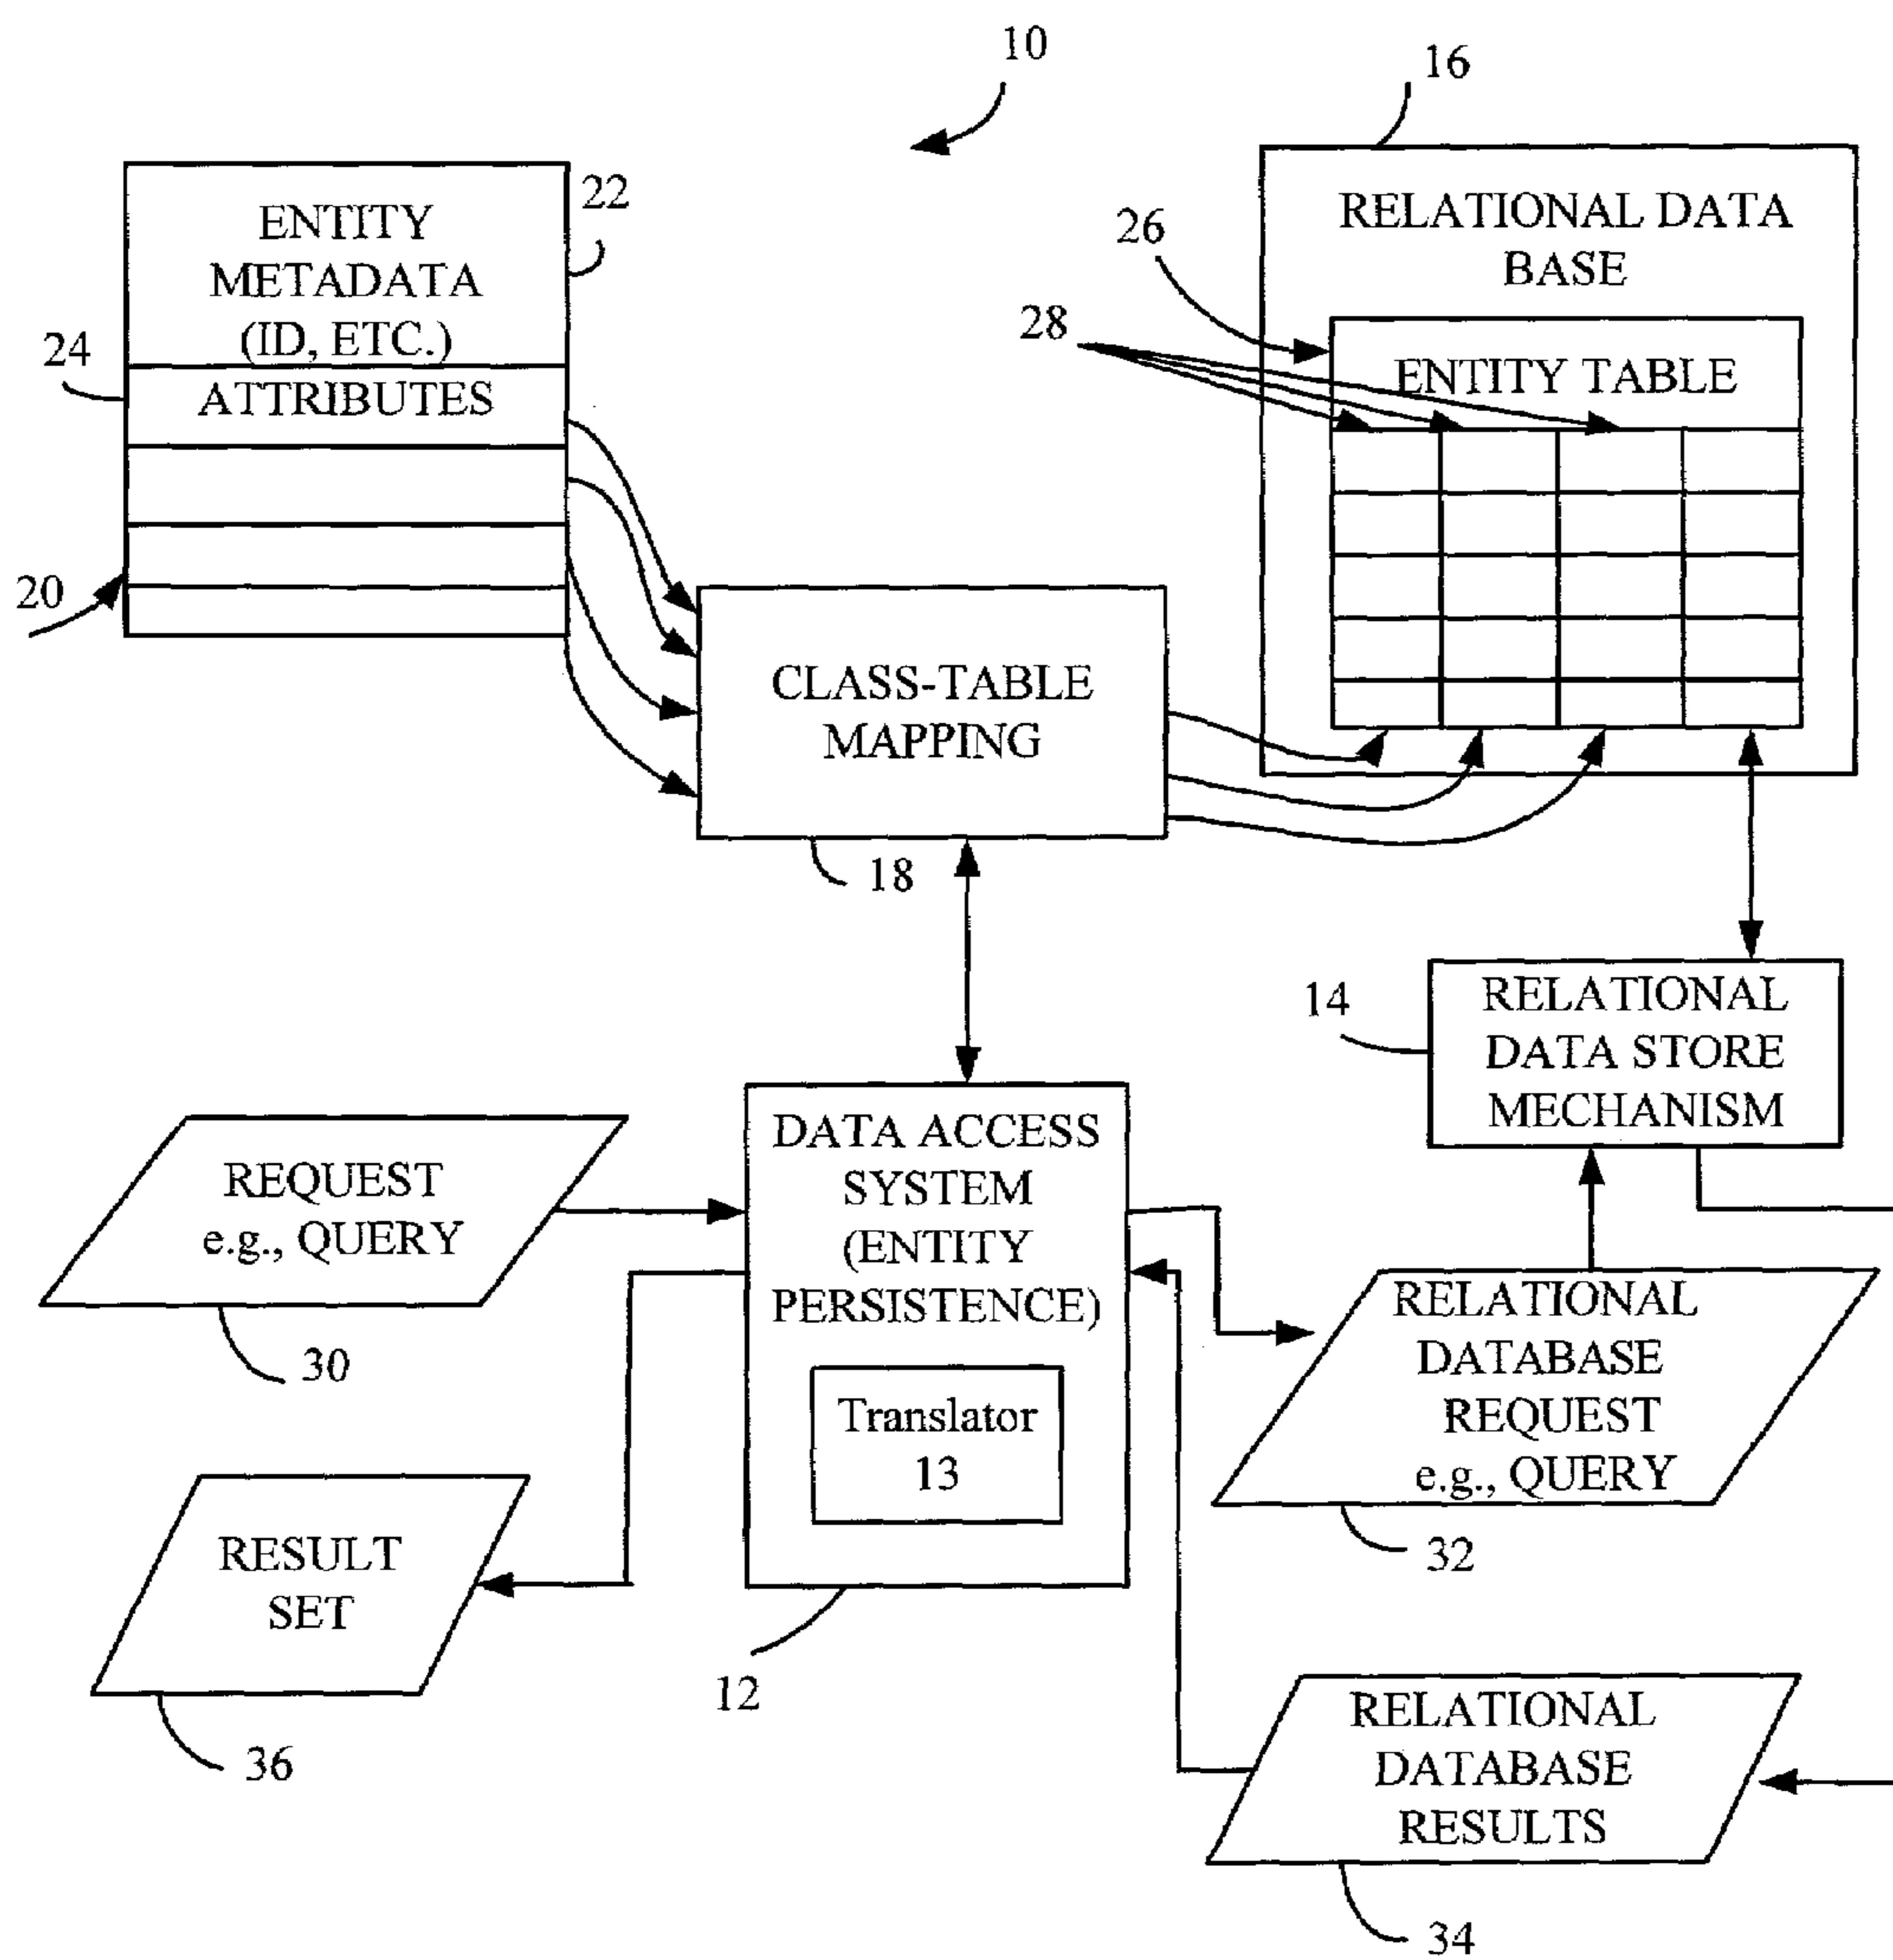 10
16
ENTITY
METADATA
(ID, ETC.)
22
24
ATTRIBUTES
20
RELATIONAL DATA
BASE
26
28
ENTITY TABLE
CLASS-TABLE
MAPPING
18
14
RELATIONAL
DATA STORE
MECHANISM
REQUEST
e.g., QUERY
30
DATA ACCESS
SYSTEM
(ENTITY
PERSISTENCE)
Translator
13
12
RELATIONAL
DATABASE
REQUEST
e.g., QUERY
32
RESULT
SET
36
RELATIONAL
DATABASE
RESULTS
34